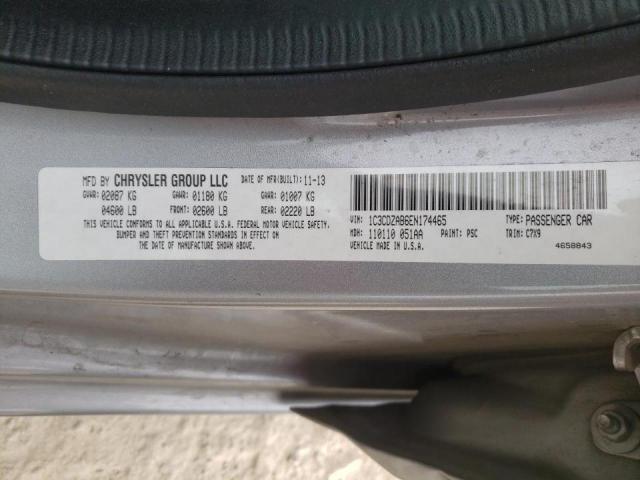 MFD BY CHRYSLER GROUP LLC DATE OF MFR(BUILT): 11-13
GVWR: 02087 KG GAWR: 01180 KG GAWR: 01007 KG
04600 LB FRONT: 02600 LB REAR: 02220 LB
THIS VEHICLE CONFORMS TO ALL APPLICABLE U.S.A. FEDERAL MOTOR VEHICLE SAFETY,
BUMPER AND THEFT PREVENTION STANDARDS IN EFFECT
ON THE DATE OF MANUFACTURE SHOWN ABOVE.
VIN: 1C3CDZAB6EN174465 TYPE: PASSENGER CAR
MDH: 110110 051AA PAINT: PSC TRIM: C7X9
MADE IN U.S.A. 4658843